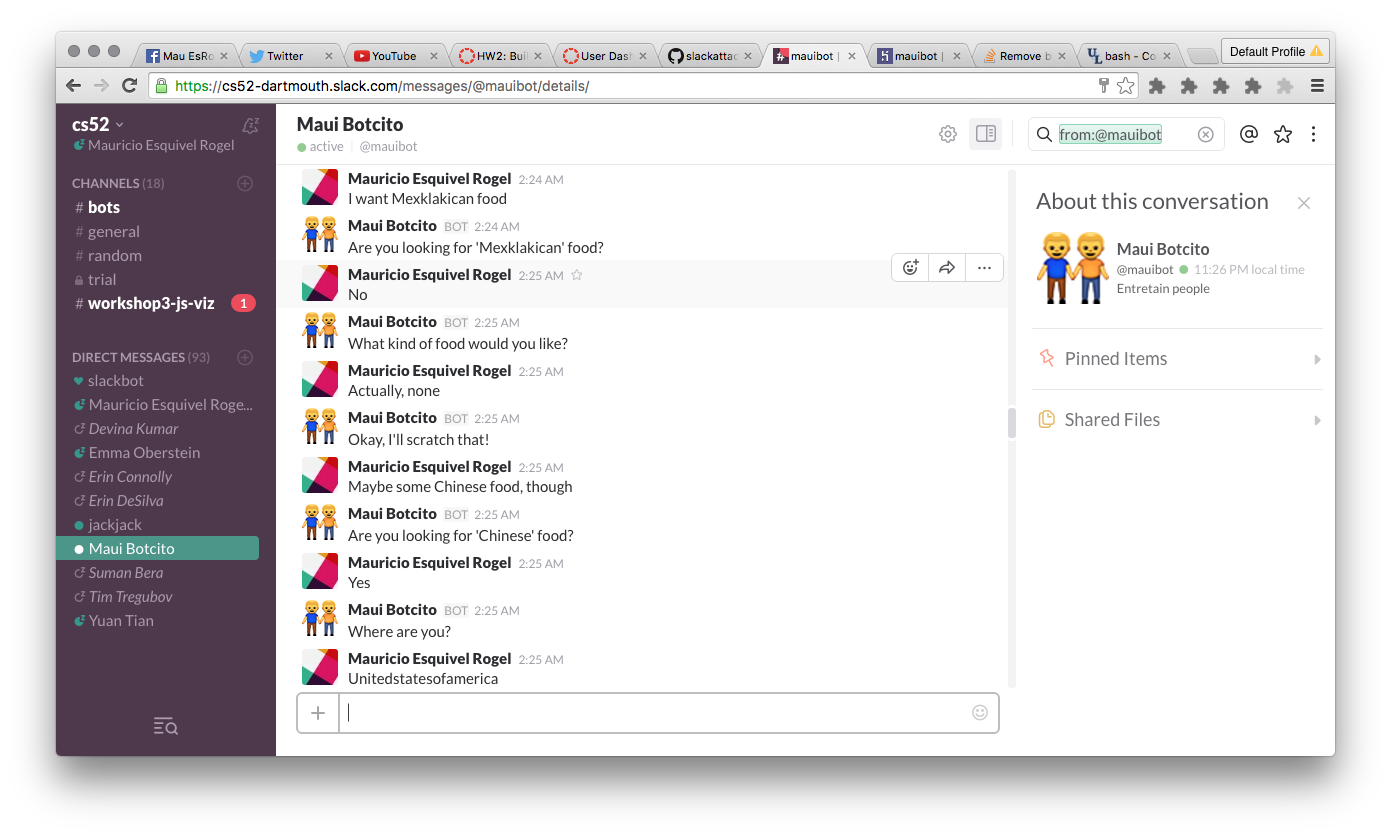 Mau EsRo
Twitter
YouTube
HW2: Buil
User Dash
slackattac
mauibot |
mauibot |
Remove b
bash - Co
Default Profile
https://cs52-dartmouth.slack.com/messages/@mauibot/details/
cs52
Mauricio Esquivel Rogel
CHANNELS (18)
# bots
# general
# random
trial
# workshop3-js-viz 1
DIRECT MESSAGES (93)
slackbot
Mauricio Esquivel Roge...
Devina Kumar
Emma Oberstein
Erin Connolly
Erin DeSilva
jackjack
Maui Botcito
Suman Bera
Tim Tregubov
Yuan Tian
Maui Botcito
active | @mauibot
from:@mauibot
Mauricio Esquivel Rogel 2:24 AM
I want Mexklakican food
Maui Botcito BOT 2:24 AM
Are you looking for 'Mexklakican' food?
Mauricio Esquivel Rogel 2:25 AM
No
Maui Botcito BOT 2:25 AM
What kind of food would you like?
Mauricio Esquivel Rogel 2:25 AM
Actually, none
Maui Botcito BOT 2:25 AM
Okay, I'll scratch that!
Mauricio Esquivel Rogel 2:25 AM
Maybe some Chinese food, though
Maui Botcito BOT 2:25 AM
Are you looking for 'Chinese' food?
Mauricio Esquivel Rogel 2:25 AM
Yes
Maui Botcito BOT 2:25 AM
Where are you?
Mauricio Esquivel Rogel 2:25 AM
Unitedstatesofamerica
About this conversation
Maui Botcito
@mauibot 11:26 PM local time
Entretain people
Pinned Items
Shared Files